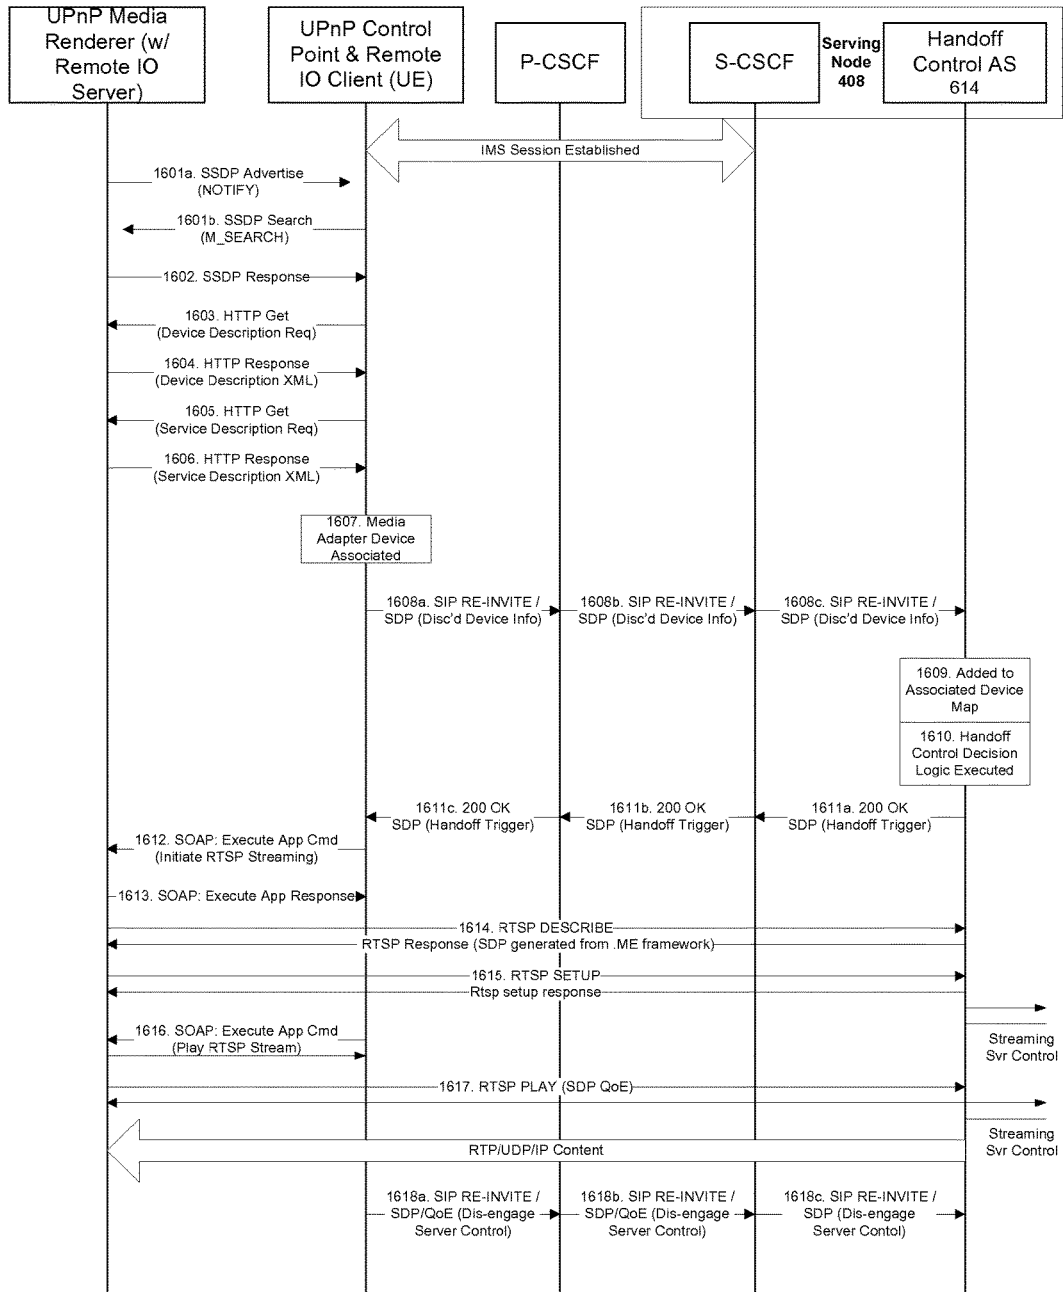 UPnP Media
Renderer (w/
Remote IO
Server)
UPnP Control
Point & Remote
IO Client (UE)
P-CSCF
S-CSCF
Serving
Node
408
Handoff
Control AS
614
IMS Session Established
1601a. SSDP Advertise
(NOTIFY)
1601b. SSDP Search
(M_SEARCH)
1602. SSDP Response
1603. HTTP Get
(Device Description Req)
1604. HTTP Response
(Device Description XML)
1605. HTTP Get
(Service Description Req)
1606. HTTP Response
(Service Description XML)
1607. Media
Adapter Device
Associated
1608a. SIP RE-INVITE /
SDP (Disc'd Device Info)
1608b. SIP RE-INVITE /
SDP (Disc'd Device Info)
1608c. SIP RE-INVITE /
SDP (Disc'd Device Info)
1609. Added to
Associated Device
Map
1610. Handoff
Control Decision
Logic Executed
1611c. 200 OK
SDP (Handoff Trigger)
1611b. 200 OK
SDP (Handoff Trigger)
1611a. 200 OK
SDP (Handoff Trigger)
1612. SOAP: Execute App Cmd
(Initiate RTSP Streaming)
1613. SOAP: Execute App Response
1614. RTSP DESCRIBE
RTSP Response (SDP generated from .ME framework)
1615. RTSP SETUP
Rtsp setup response
1616. SOAP: Execute App Cmd
(Play RTSP Stream)
Streaming
Svr Control
1617. RTSP PLAY (SDP QoE)
Streaming
Svr Control
RTP/UDP/IP Content
1618a. SIP RE-INVITE /
SDP/QoE (Dis-engage
Server Control)
1618b. SIP RE-INVITE /
SDP/QoE (Dis-engage
Server Control)
1618c. SIP RE-INVITE /
SDP (Dis-engage
Server Contol)